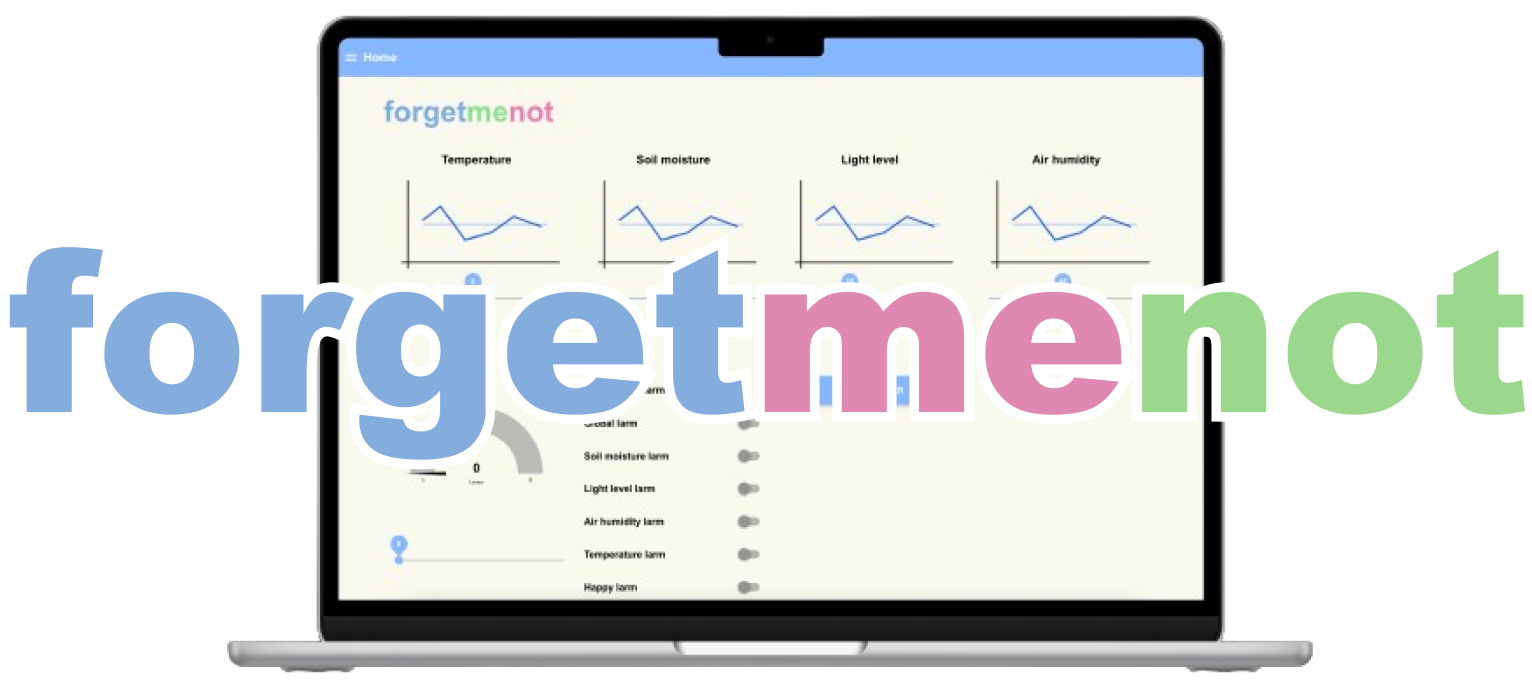 Home
forgetmenot
Temperature Soil moisture Light level Air humidity
forgetmenot
larm
Global larm
0
Soil moisture larm
Light level larm
Air humidity larm
Temperature larm
Happy larm